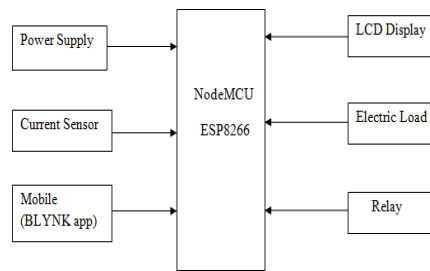 Power Supply
Current Sensor
Mobile
(BLYNK app)
NodeMCU
ESP8266
LCD Display
Electric Load
Relay